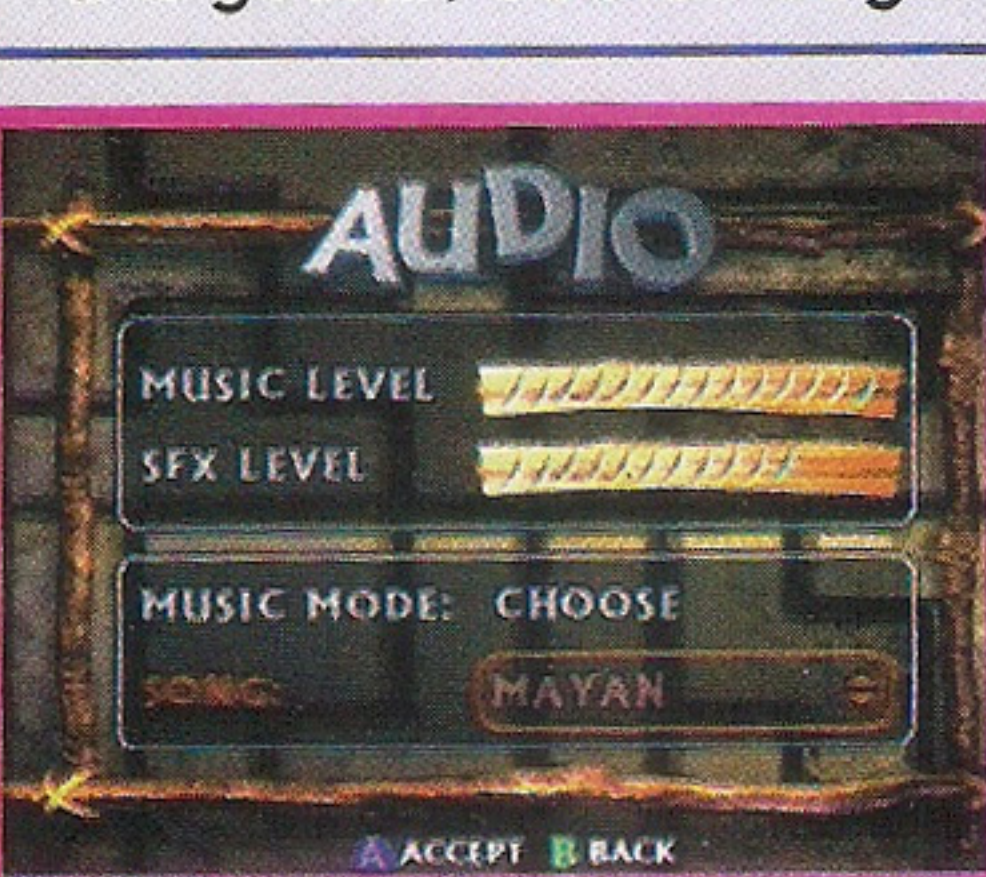 AUDIO
MUSIC LEVEL
SFX LEVEL
MUSIC MODE: CHOOSE
SONG: MAYAN
A ACCEPT B BACK